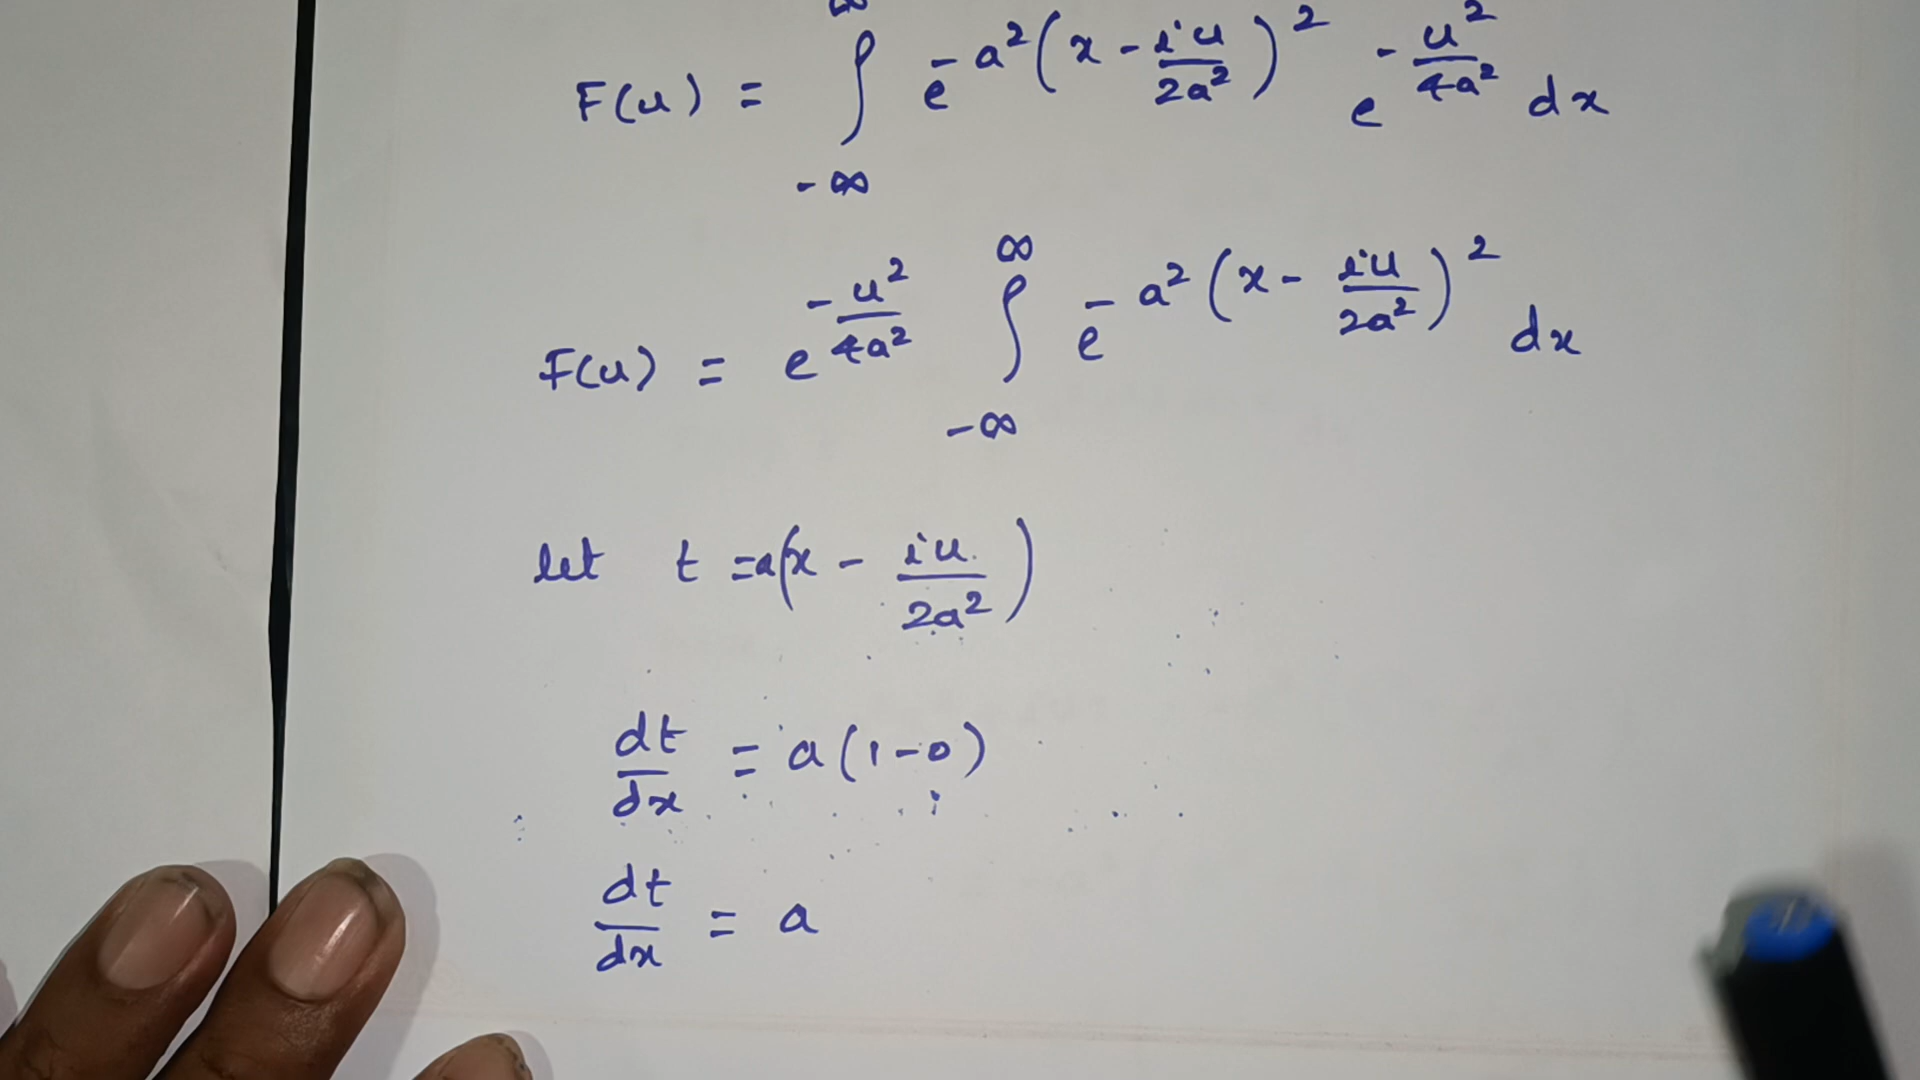 F(u) = ∫_{-∞}^{∞} e^{-a²(x - iu/2a²)²} e^{-u²/4a²} dx
F(u) = e^{-u²/4a²} ∫_{-∞}^{∞} e^{-a²(x - iu/2a²)²} dx
let t = a(x - iu/2a²)
dt/dx = a(1-0)
dt/dx = a